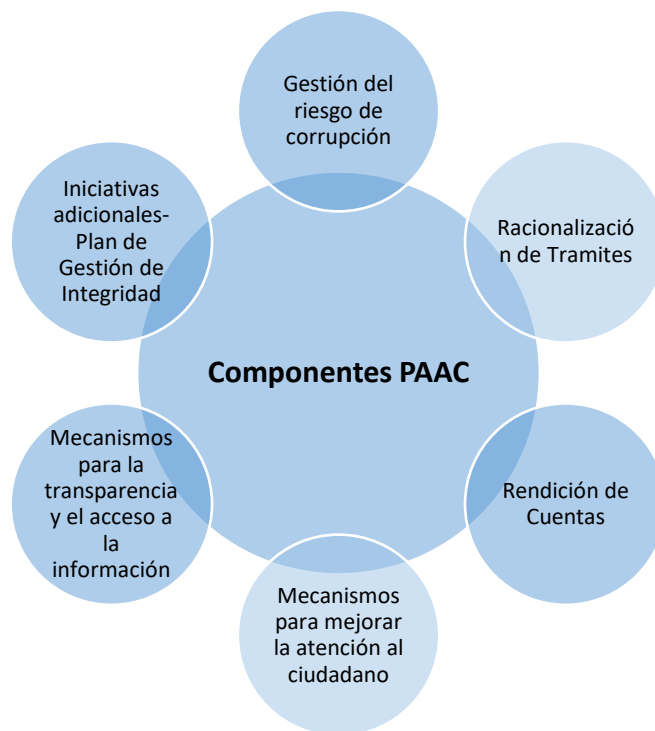 Gestión del
riesgo de
corrupción
Racionalizació
n de Tramites
Rendición de
Cuentas
Mecanismos
para mejorar
la atención al
ciudadano
Mecanismos
para la
transparencia
y el acceso a
la
información
Iniciativas
adicionales-
Plan de
Gestión de
Integridad
Componentes PAAC